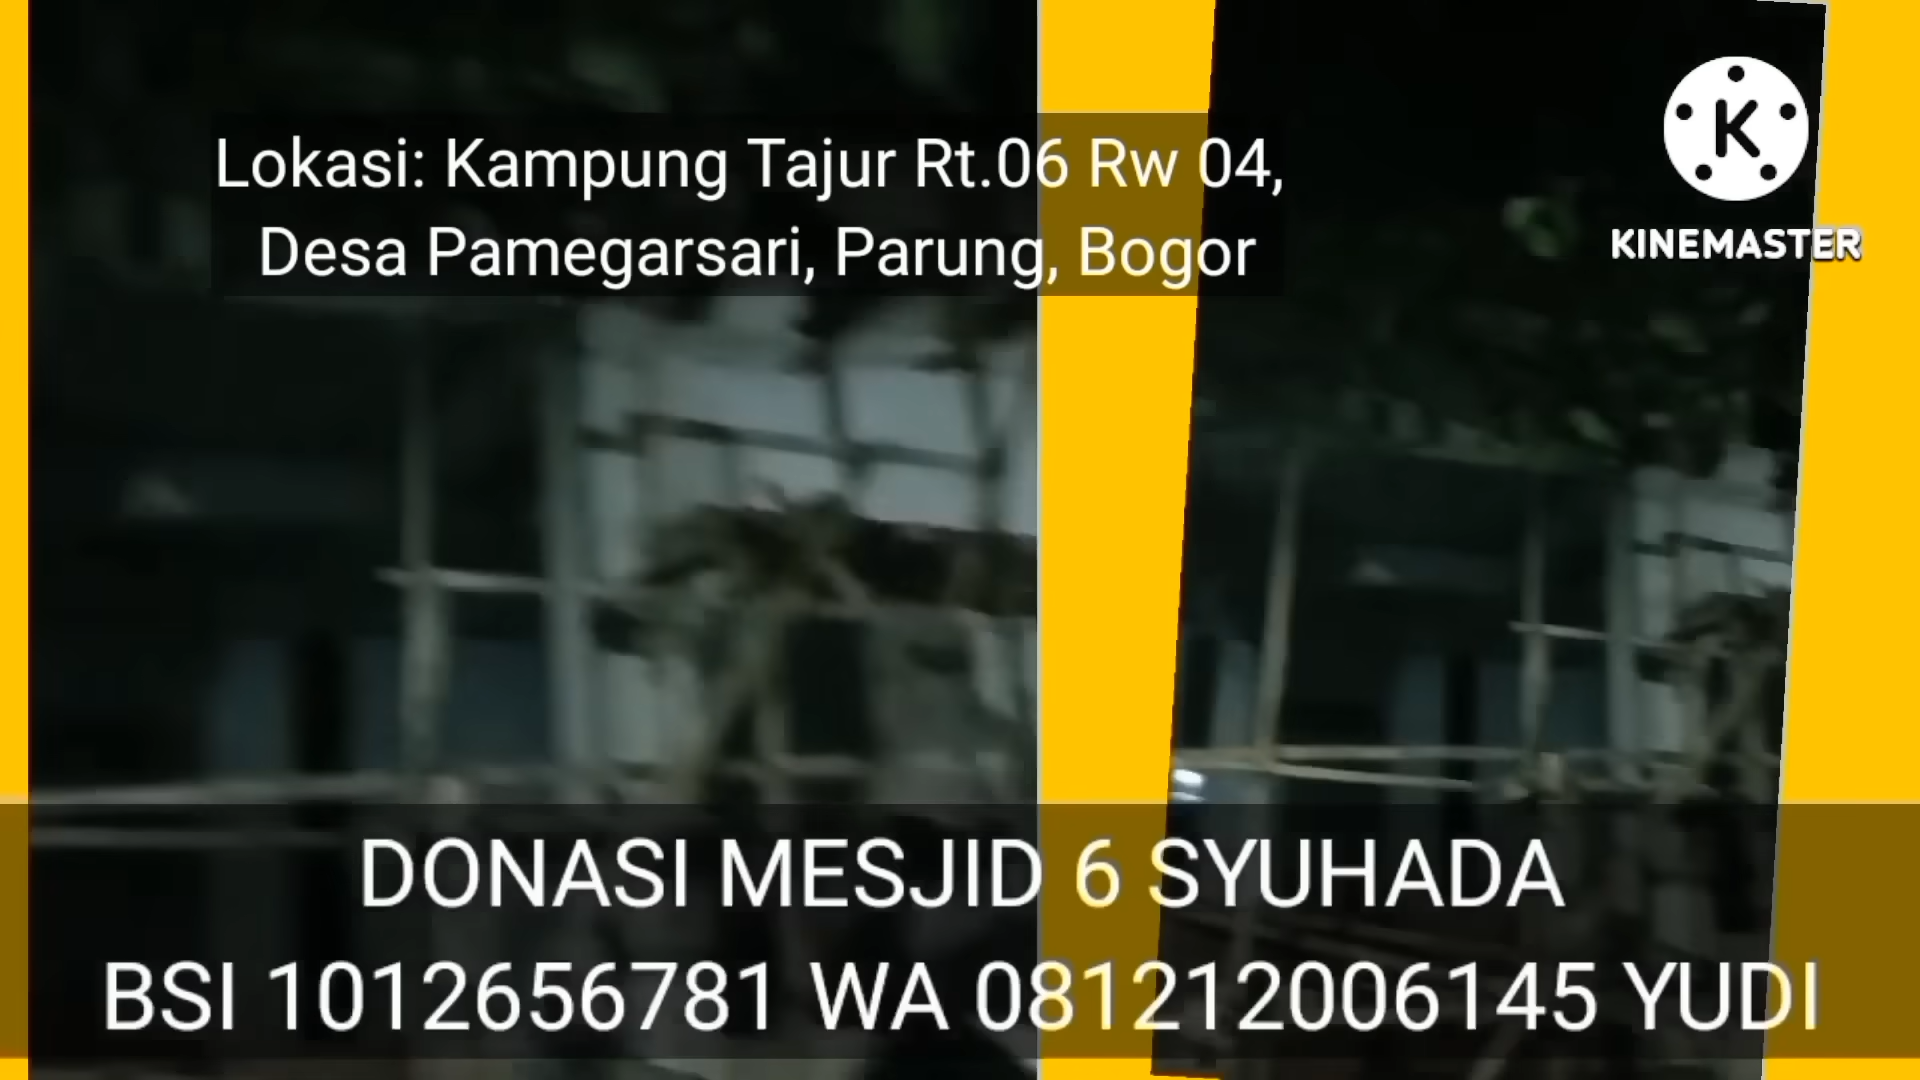 Lokasi: Kampung Tajur Rt.06 Rw 04,
Desa Pamegarsari, Parung, Bogor
K
KINEMASTER
DONASI MESJID 6 SYUHADA
BSI 1012656781 WA 081212006145 YUDI